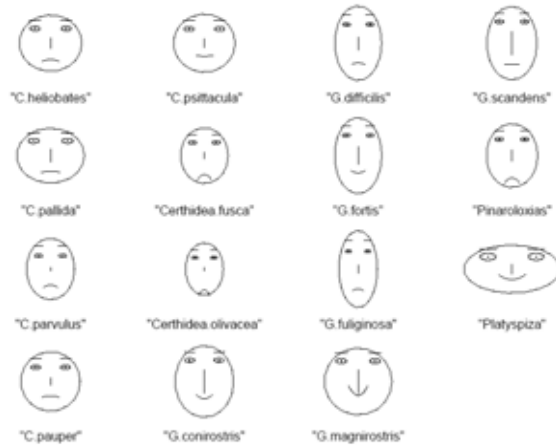 "C.heliobates" "C.psittacula" "G.difficilis" "G.scandens"
"C.pallida" "Certhidea.fusca" "G.fortis" "Pinaroloxias"
"C.parvulus" "Certhidea.olivacea" "G.fuliginosa" "Platyspiza"
"C.pauper" "G.conirostris" "G.magnirostris"